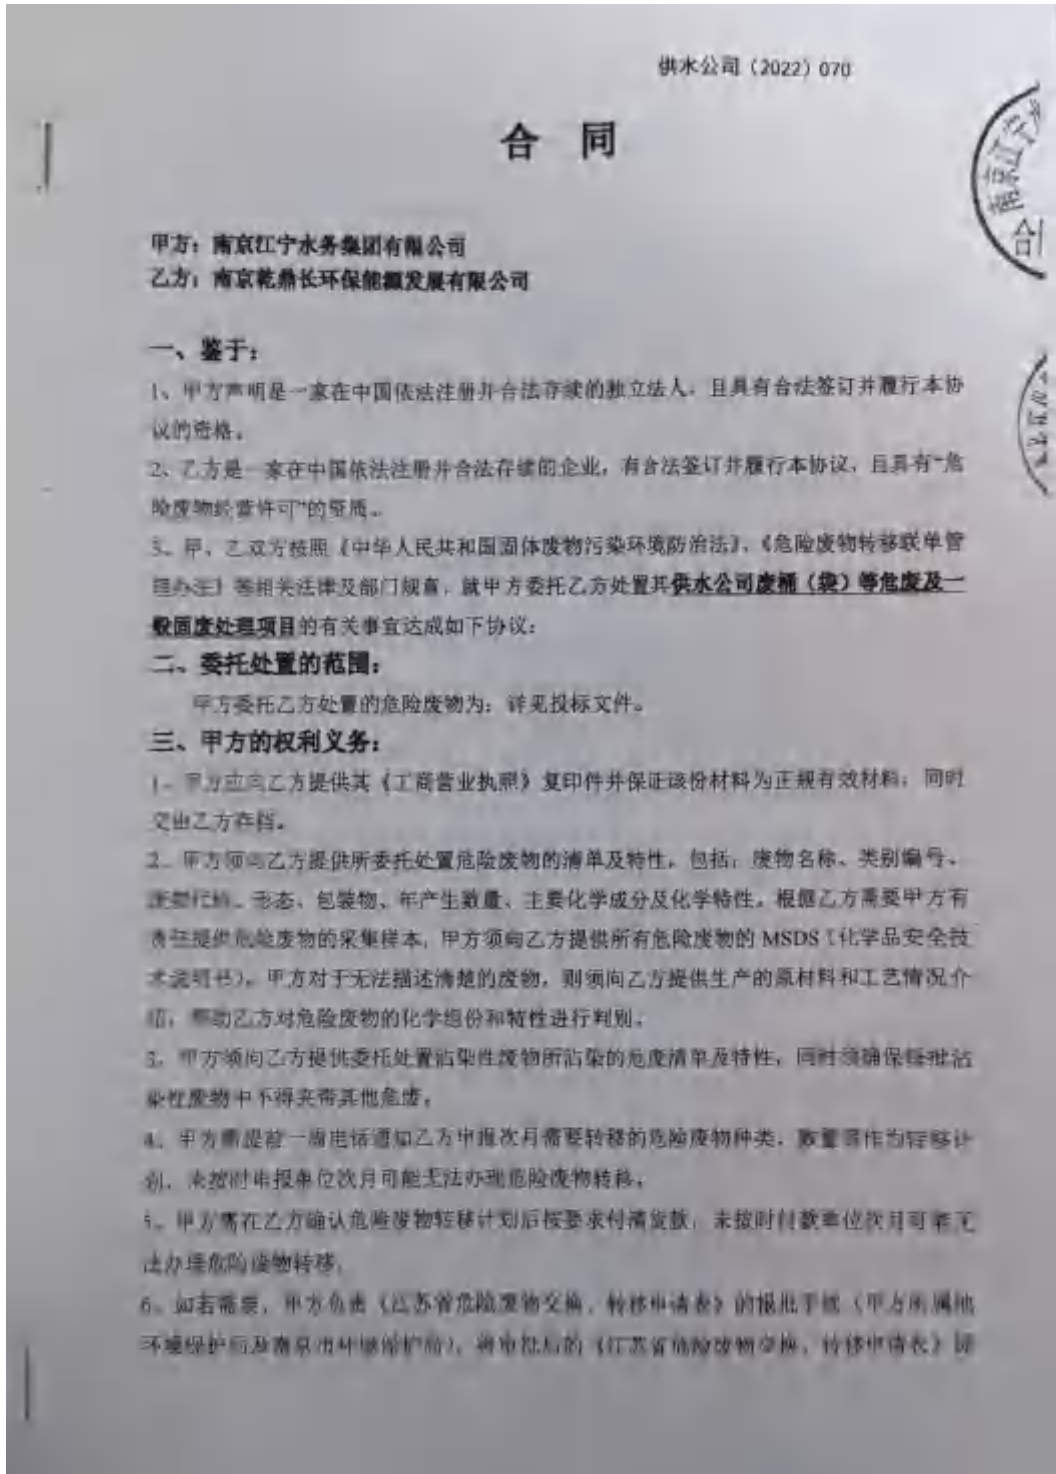 供水公司（2022）070
合 同
甲方：南京江宁水务集团有限公司
乙方：南京乾鼎长环保能源发展有限公司
一、鉴于：
1、甲方声明是一家在中国依法注册并合法存续的独立法人，且具有合法签订并履行本协
议的资格。
2、乙方是一家在中国依法注册并合法存续的企业，有合法签订并履行本协议，且具有“危
险废物经营许可”的资质。
3、甲、乙双方按照《中华人民共和国固体废物污染环境防治法》、《危险废物转移联单管
理办法》等相关法律及部门规章，就甲方委托乙方处置其供水公司废桶（袋）等危废及一
般固废处理项目的有关事宜达成如下协议：
二、委托处置的范围：
甲方委托乙方处置的危险废物为：详见投标文件。
三、甲方的权利义务：
1、甲方应向乙方提供其《工商营业执照》复印件并保证该份材料为正规有效材料，同时
交由乙方存档。
2、甲方须向乙方提供所委托处置危险废物的清单及特性，包括：废物名称、类别编号、
形态、包装物、年产生数量、主要化学成分及化学特性。根据乙方需要甲方有
责任提供危险废物的采集样本，甲方须向乙方提供所有危险废物的 MSDS（化学品安全技
术说明书）。甲方对于无法描述清楚的废物，则须向乙方提供生产的原材料和工艺情况介
绍，帮助乙方对危险废物的化学组份和特性进行判别。
3、甲方须向乙方提供委托处置沾染性废物所沾染的危废清单及特性，同时须确保每批沾
染性废物中不得夹带其他危废。
4、甲方需提前一周电话通知乙方申报次月需要转移的危险废物种类、数量等作为转移计
划，未按时申报单位次月可能无法办理危险废物转移。
5、甲方需在乙方确认危险废物转移计划后按要求付清货款，未按时付款单位次月可能无
法办理危险废物转移。
6、如若需要，甲方负责《江苏省危险废物交换、转移申请表》的报批手续（甲方所属地
环境保护局及南京市环境保护局），将审批后的《江苏省危险废物交换、转移申请表》
南京江宁
合